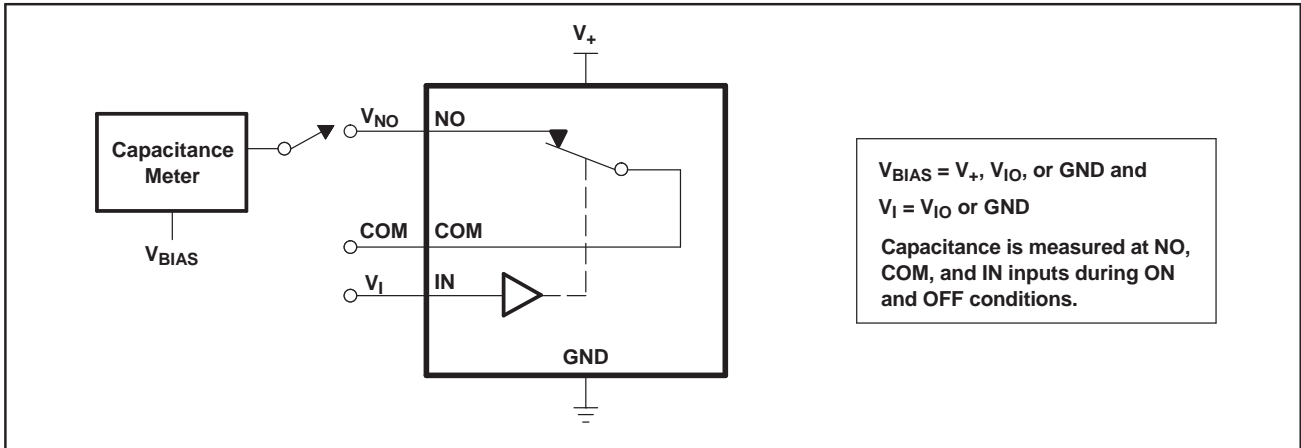 V+
Capacitance
Meter
VBIAS
VNO
NO
COM
COM
VI
IN
GND
VBIAS = V+, VIO, or GND and
VI = VIO or GND
Capacitance is measured at NO,
COM, and IN inputs during ON
and OFF conditions.